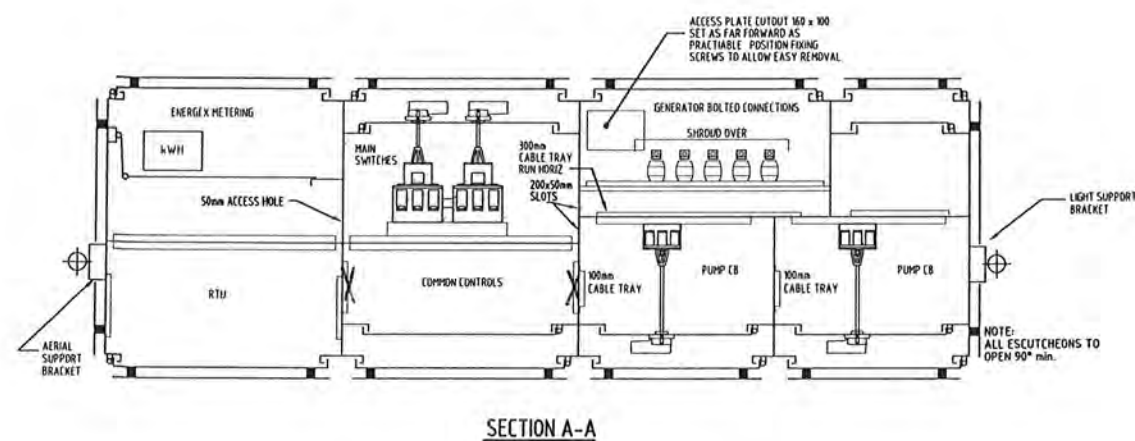 ACCESS PLATE CUTOUT 160 x 100
SET AS FAR FORWARD AS
PRACTIABLE POSITION FIXING
SCREWS TO ALLOW EASY REMOVAL
ENERGEX METERING
kWH
MAIN
SWITCHES
GENERATOR BOLTED CONNECTIONS
SHROUD OVER
300mm
CABLE TRAY
RUN HORIZ
200x50mm
SLOTS
50mm ACCESS HOLE
LIGHT SUPPORT
BRACKET
RTU
COMMON CONTROLS
100mm
CABLE TRAY
PUMP CB
100mm
CABLE TRAY
PUMP CB
AERIAL
SUPPORT
BRACKET
NOTE:
ALL ESCUTCHEONS TO
OPEN 90° min.
SECTION A-A